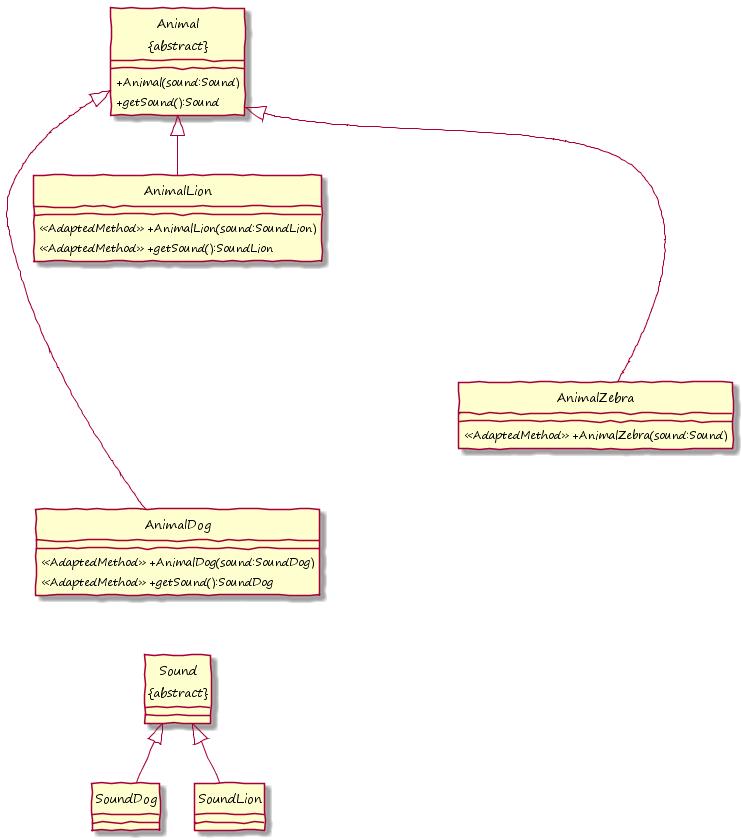 Animal
{abstract}
+Animal(sound:Sound)
+getSound():Sound
AnimalLion
«AdaptedMethod» +AnimalLion(sound:SoundLion)
«AdaptedMethod» +getSound():SoundLion
AnimalZebra
«AdaptedMethod» +AnimalZebra(sound:Sound)
AnimalDog
«AdaptedMethod» +AnimalDog(sound:SoundDog)
«AdaptedMethod» +getSound():SoundDog
Sound
{abstract}
SoundDog
SoundLion